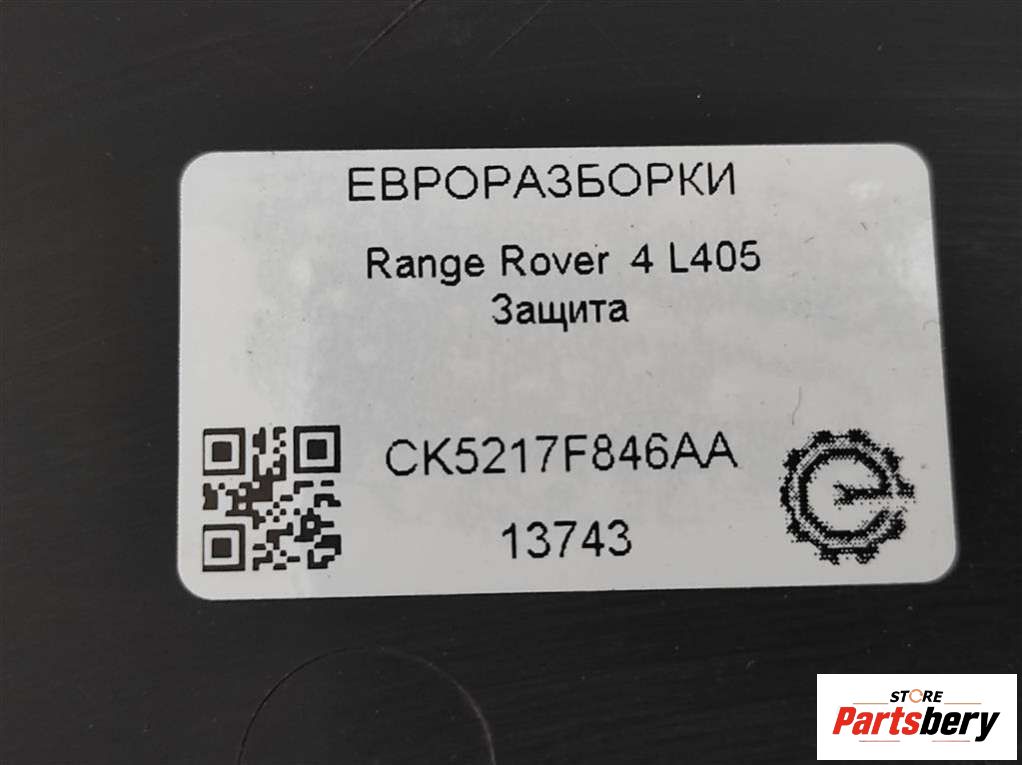 ЕВРОРАЗБОРКИ
Range Rover 4 L405
Защита
CK5217F846AA
13743
STORE
Partsbery